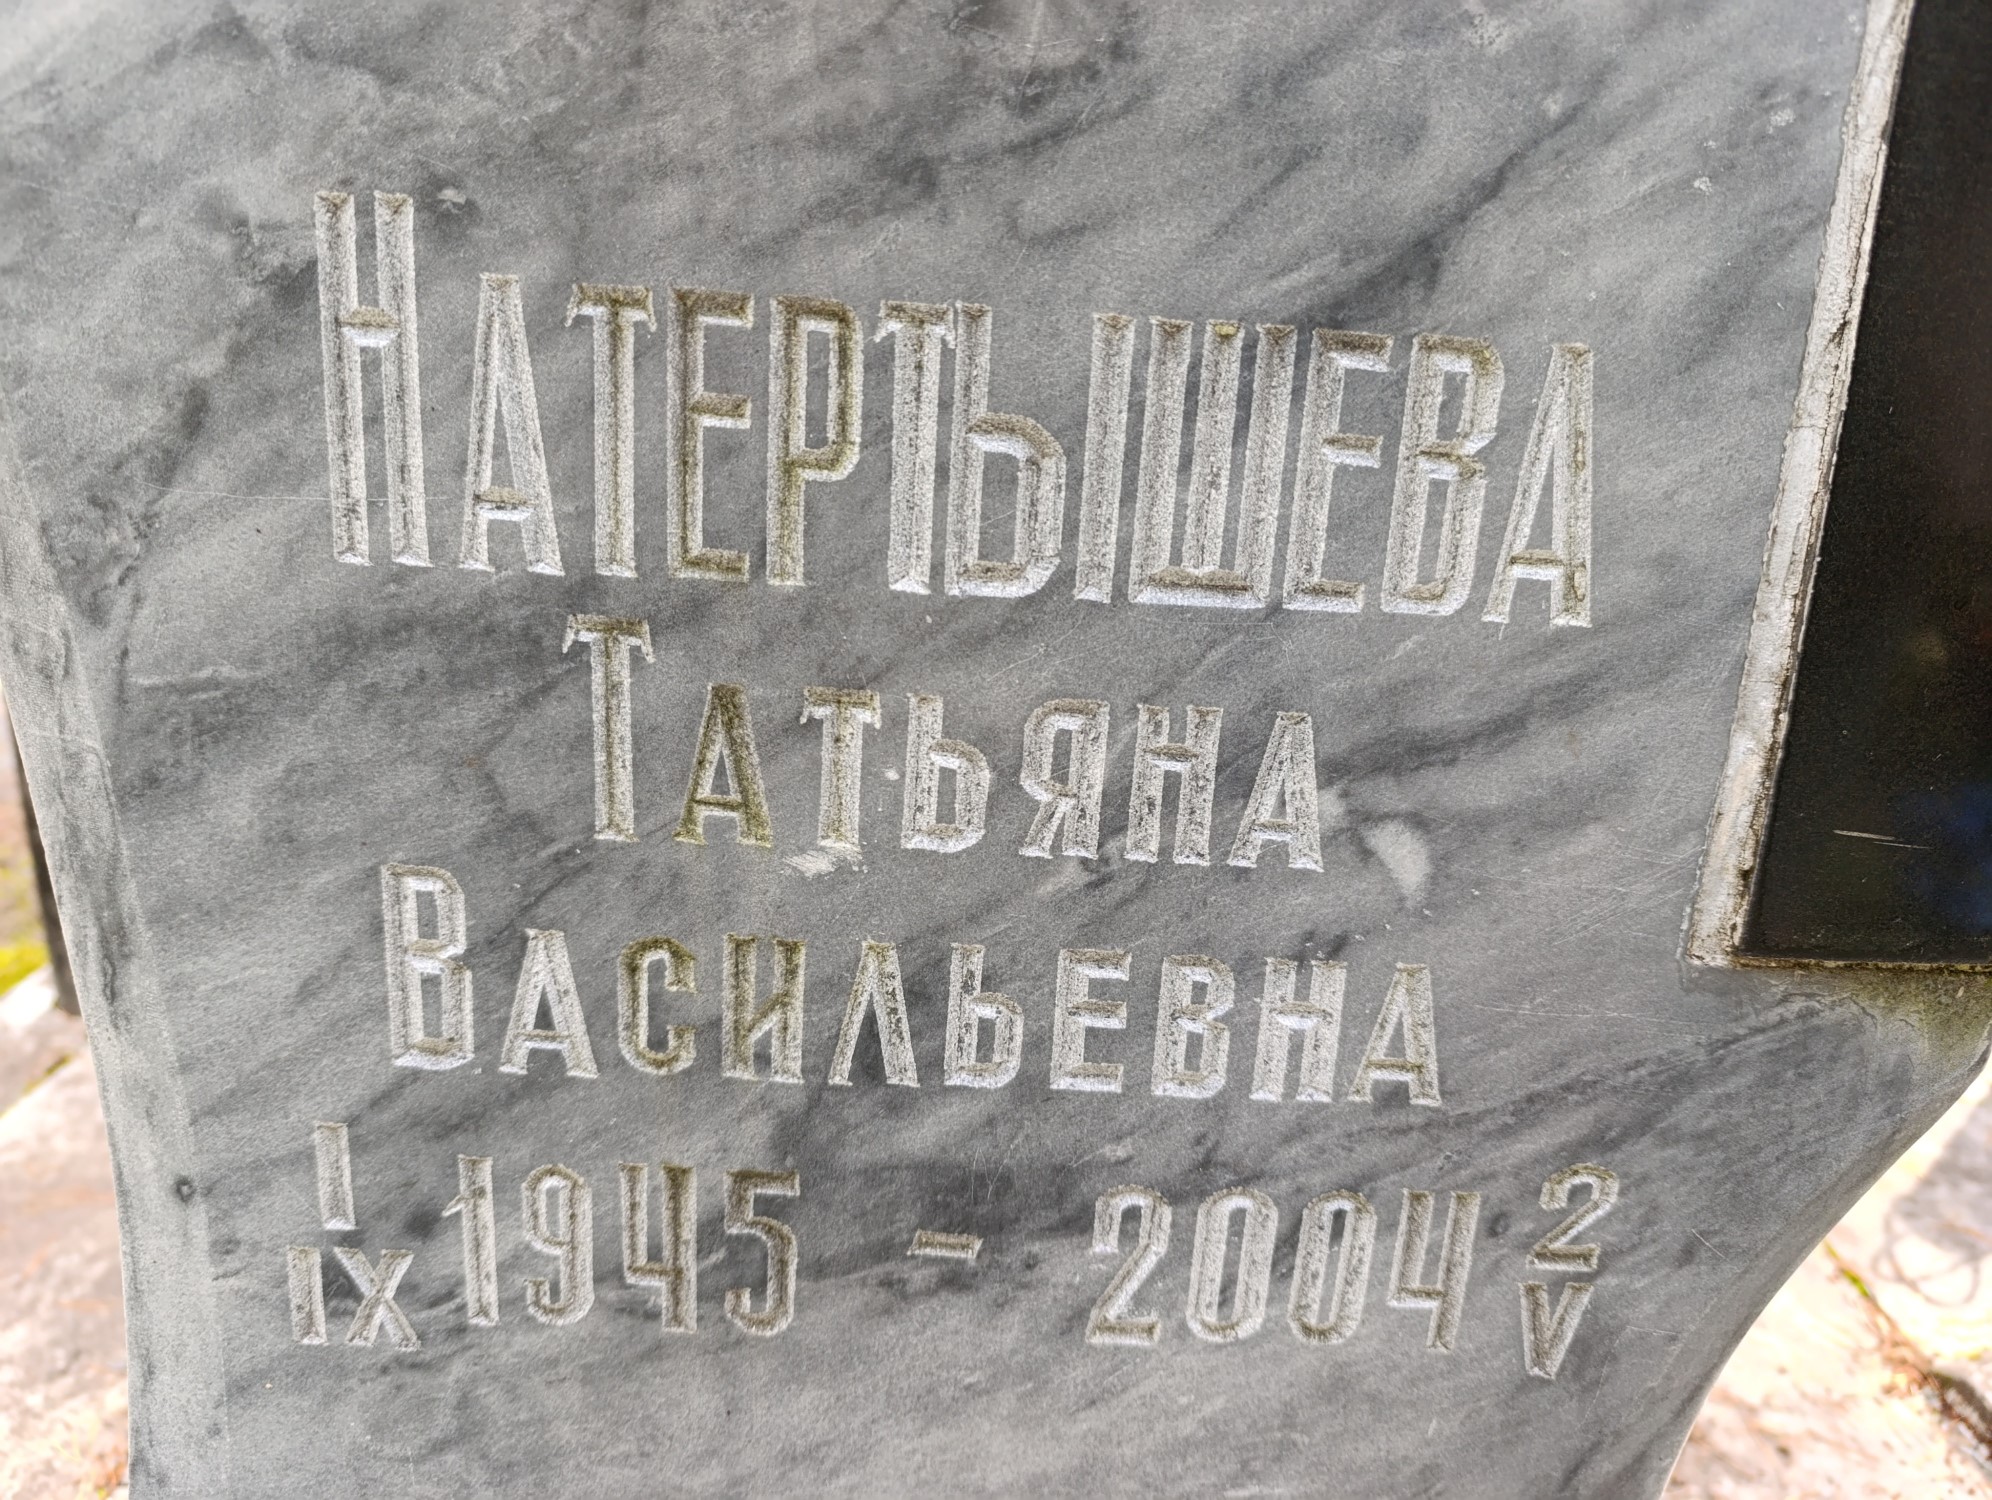 Натертышева
Татьяна
Васильевна
I
IX 1945 - 2004 2
V